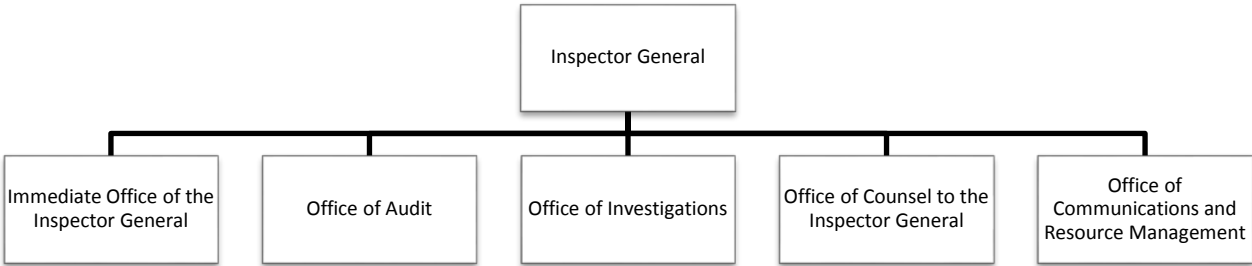 Inspector General
Immediate Office of the
Inspector General
Office of Audit
Office of Investigations
Office of Counsel to the
Inspector General
Office of
Communications and
Resource Management